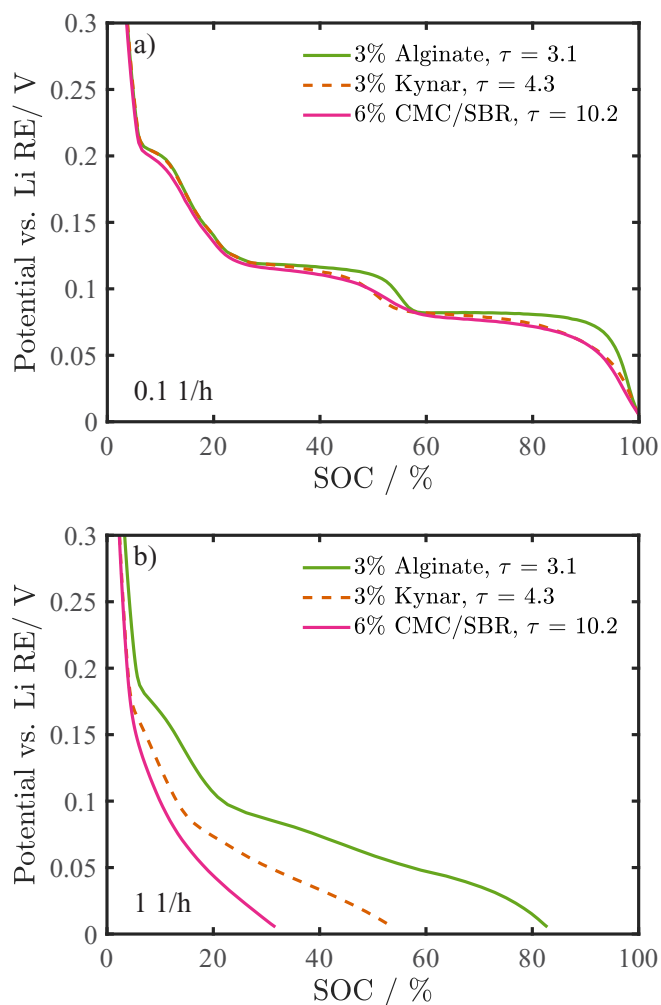 a)
3% Alginate, τ = 3.1
3% Kynar, τ = 4.3
6% CMC/SBR, τ = 10.2
0.3
0.25
0.2
0.15
0.1
0.05
0
Potential vs. Li RE/ V
0.1 1/h
0 20 40 60 80 100
SOC / %
b)
3% Alginate, τ = 3.1
3% Kynar, τ = 4.3
6% CMC/SBR, τ = 10.2
0.3
0.25
0.2
0.15
0.1
0.05
0
Potential vs. Li RE/ V
1 1/h
0 20 40 60 80 100
SOC / %